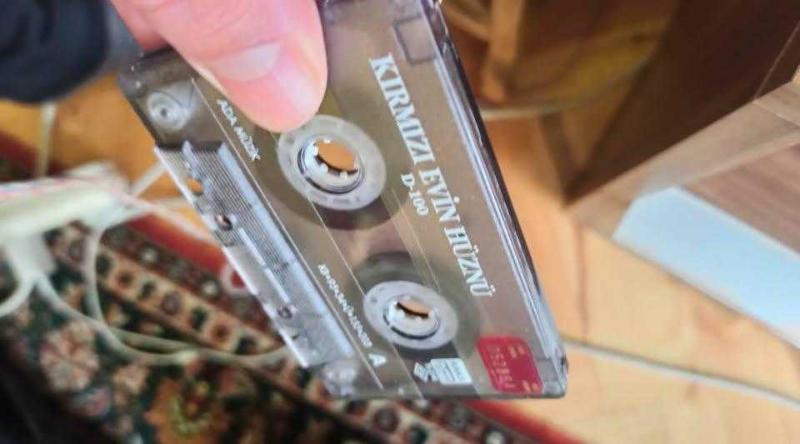 KIRMIZI EVİN HÜZNÜ
D-100
ADA MÜZİK
A